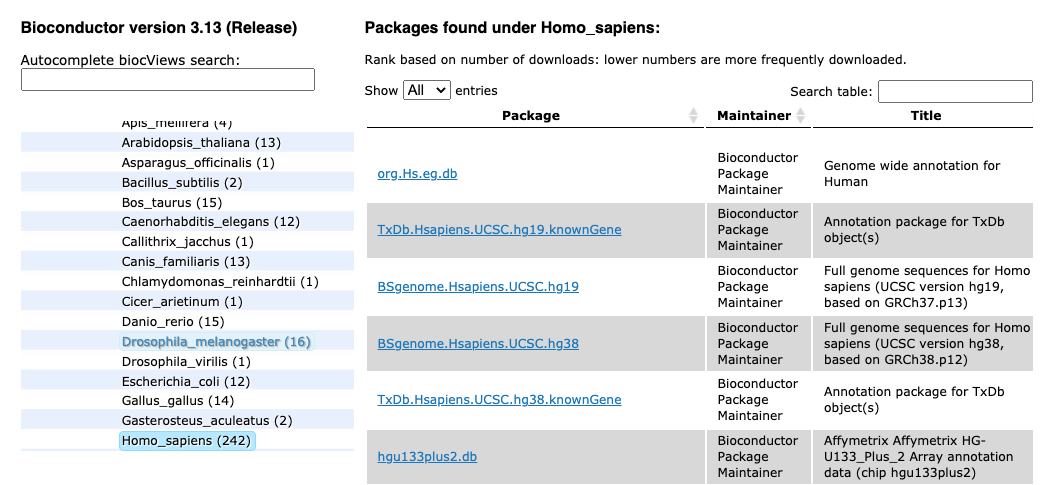 Bioconductor version 3.13 (Release)
Autocomplete biocViews search:
Apis_mellifera (4)
Arabidopsis_thaliana (13)
Asparagus_officinalis (1)
Bacillus_subtilis (2)
Bos_taurus (15)
Caenorhabditis_elegans (12)
Callithrix_jacchus (1)
Canis_familiaris (13)
Chlamydomonas_reinhardtii (1)
Cicer_arietinum (1)
Danio_rerio (15)
Drosophila_melanogaster (16)
Drosophila_virilis (1)
Escherichia_coli (12)
Gallus_gallus (14)
Gasterosteus_aculeatus (2)
Homo_sapiens (242)
Packages found under Homo_sapiens:
Rank based on number of downloads: lower numbers are more frequently downloaded.
Show All entries
Search table:
Package Maintainer Title
org.Hs.eg.db
Bioconductor
Package
Maintainer
Genome wide annotation for
Human
TxDb.Hsapiens.UCSC.hg19.knownGene
Bioconductor
Package
Maintainer
Annotation package for TxDb
object(s)
BSgenome.Hsapiens.UCSC.hg19
Bioconductor
Package
Maintainer
Full genome sequences for Homo
sapiens (UCSC version hg19,
based on GRCh37.p13)
BSgenome.Hsapiens.UCSC.hg38
Bioconductor
Package
Maintainer
Full genome sequences for Homo
sapiens (UCSC version hg38,
based on GRCh38.p12)
TxDb.Hsapiens.UCSC.hg38.knownGene
Bioconductor
Package
Maintainer
Annotation package for TxDb
object(s)
hgu133plus2.db
Bioconductor
Package
Maintainer
Affymetrix Affymetrix HG-
U133_Plus_2 Array annotation
data (chip hgu133plus2)